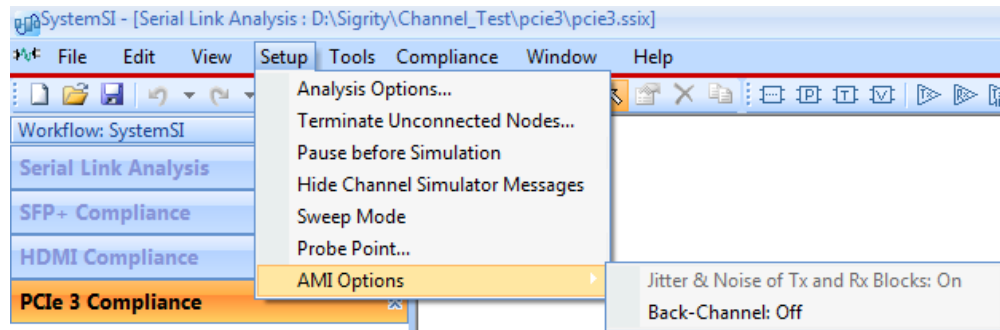 SystemSI - [Serial Link Analysis : D:\Sigrity\Channel_Test\pcie3\pcie3.ssix]
File Edit View Setup Tools Compliance Window Help
P T V
Workflow: SystemSI
Serial Link Analysis
SFP+ Compliance
HDMI Compliance
PCIe 3 Compliance
Analysis Options...
Terminate Unconnected Nodes...
Pause before Simulation
Hide Channel Simulator Messages
Sweep Mode
Probe Point...
AMI Options
Jitter & Noise of Tx and Rx Blocks: On
Back-Channel: Off